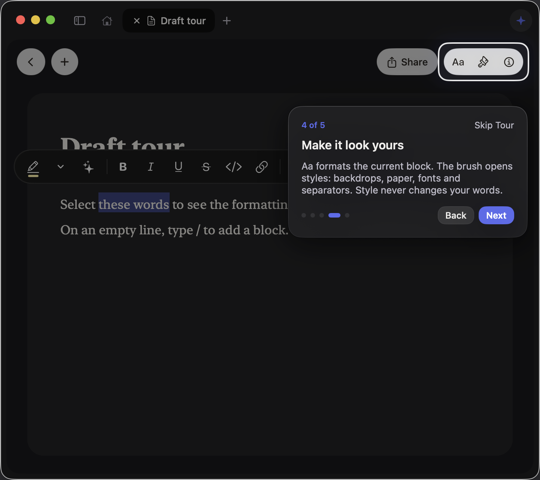 Draft tour
Share
Aa
4 of 5
Skip Tour
Make it look yours
Aa formats the current block. The brush opens
styles: backdrops, paper, fonts and
separators. Style never changes your words.
Back
Next
Draft tour
B I U S </>
Select these words to see the formattin
On an empty line, type / to add a block.